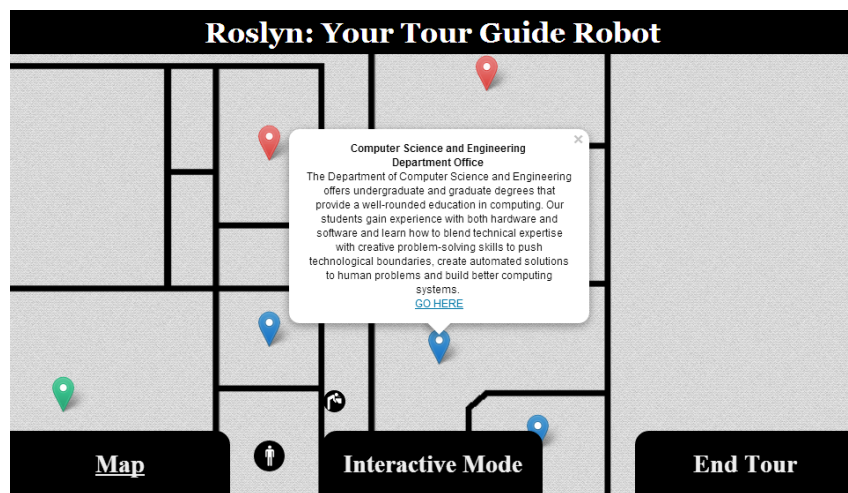 Roslyn: Your Tour Guide Robot
×
Computer Science and Engineering
Department Office
The Department of Computer Science and Engineering
offers undergraduate and graduate degrees that
provide a well-rounded education in computing. Our
students gain experience with both hardware and
software and learn how to blend technical expertise
with creative problem-solving skills to push
technological boundaries, create automated solutions
to human problems and build better computing
systems.
GO HERE
Map
Interactive Mode
End Tour